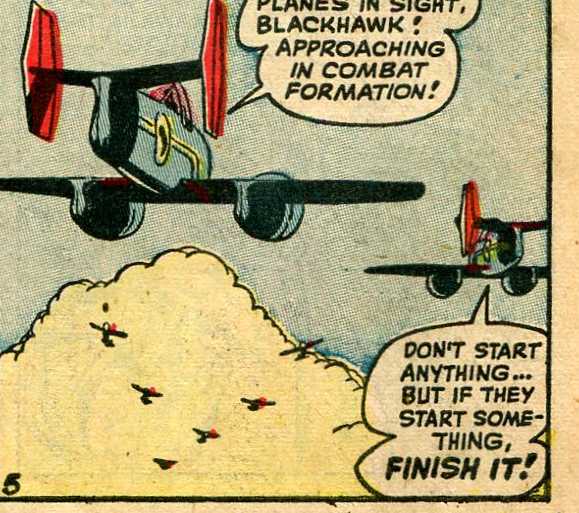 PLANES IN SIGHT,
BLACKHAWK!
APPROACHING
IN COMBAT
FORMATION!
DON'T START
ANYTHING...
BUT IF THEY
START SOME-
THING,
FINISH IT!
5